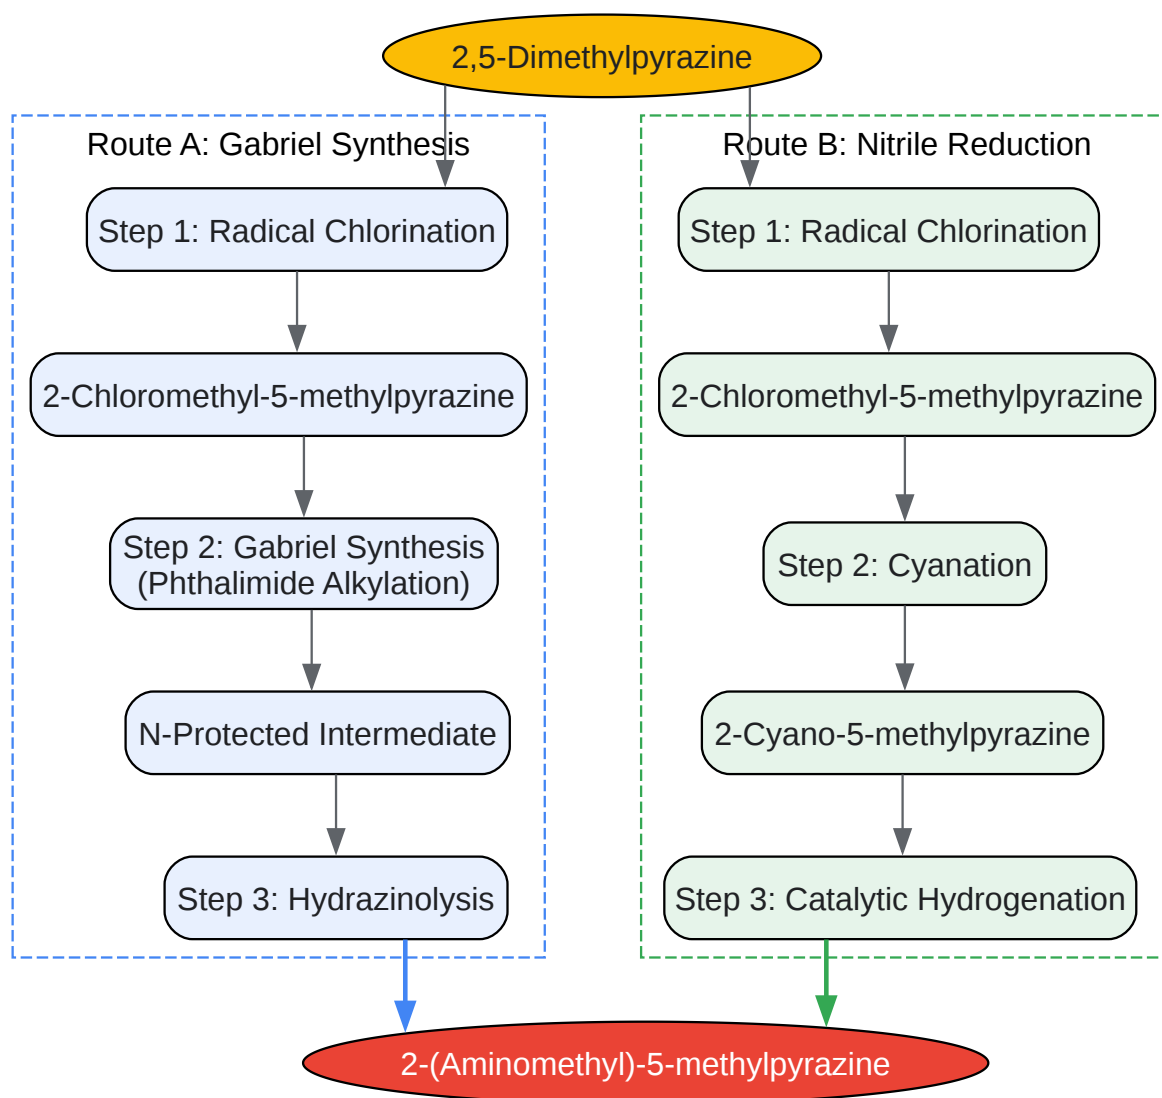 2,5-Dimethylpyrazine
Route A: Gabriel Synthesis
Step 1: Radical Chlorination
2-Chloromethyl-5-methylpyrazine
Step 2: Gabriel Synthesis
(Phthalimide Alkylation)
N-Protected Intermediate
Step 3: Hydrazinolysis
Route B: Nitrile Reduction
Step 1: Radical Chlorination
2-Chloromethyl-5-methylpyrazine
Step 2: Cyanation
2-Cyano-5-methylpyrazine
Step 3: Catalytic Hydrogenation
2-(Aminomethyl)-5-methylpyrazine